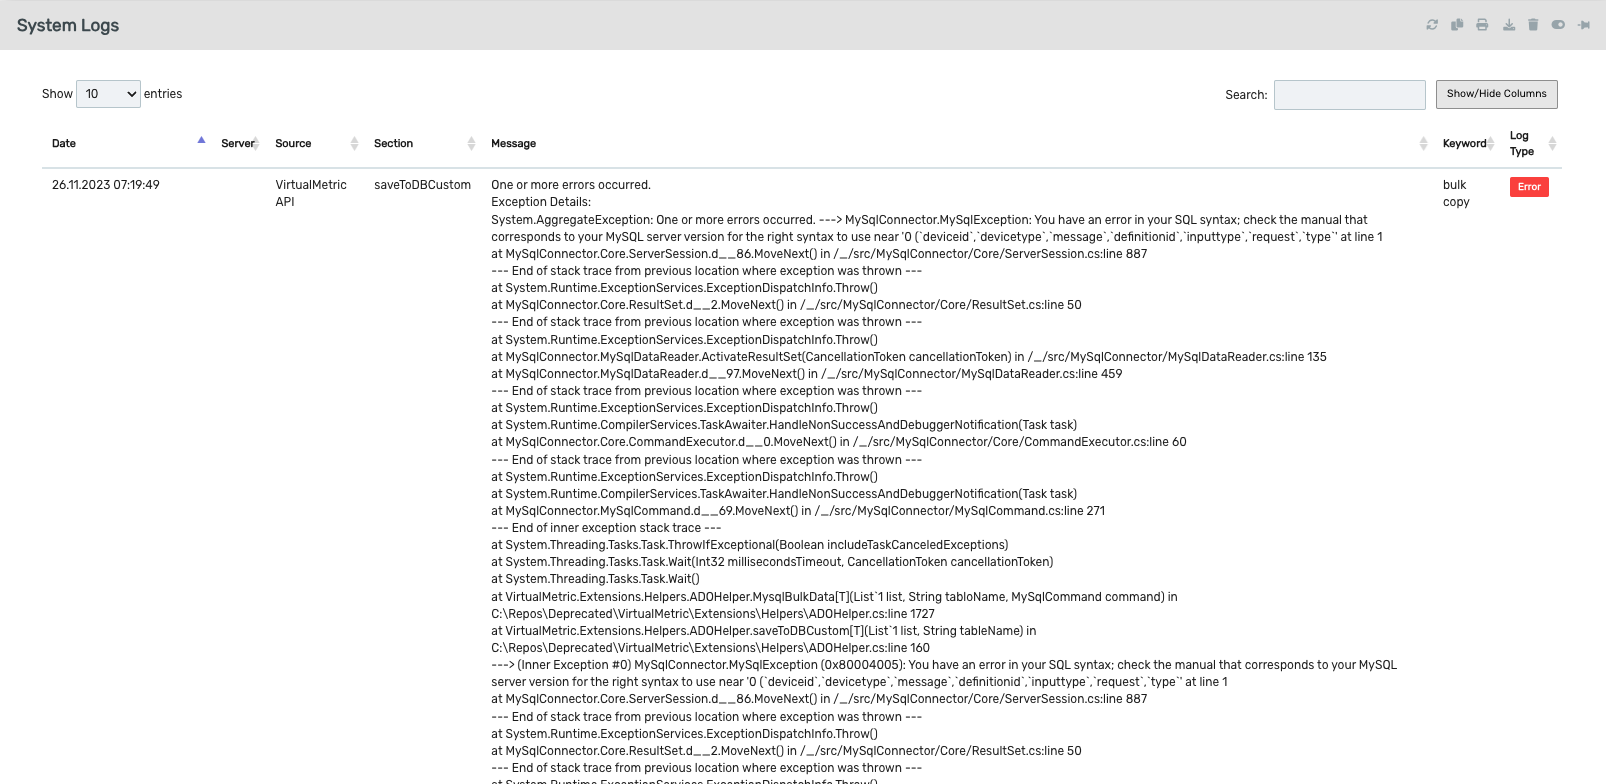 System Logs
Show 10 entries
Search:
Show/Hide Columns
Date Server Source Section Message Keyword Log Type
26.11.2023 07:19:49
VirtualMetric
API
saveToDBCustom
One or more errors occurred.
Exception Details:
System.AggregateException: One or more errors occurred. ---> MySqlConnector.MySqlException: You have an error in your SQL syntax; check the manual that
corresponds to your MySQL server version for the right syntax to use near '0 (`deviceid`,`devicetype`,`message`,`definitionid`,`inputtype`,`request`,`type`' at line 1
at MySqlConnector.Core.ServerSession.d__86.MoveNext() in /_/src/MySqlConnector/Core/ServerSession.cs:line 887
--- End of stack trace from previous location where exception was thrown ---
at System.Runtime.ExceptionServices.ExceptionDispatchInfo.Throw()
at MySqlConnector.Core.ResultSet.d__2.MoveNext() in /_/src/MySqlConnector/Core/ResultSet.cs:line 50
--- End of stack trace from previous location where exception was thrown ---
at System.Runtime.ExceptionServices.ExceptionDispatchInfo.Throw()
at MySqlConnector.MySqlDataReader.ActivateResultSet(CancellationToken cancellationToken) in /_/src/MySqlConnector/MySqlDataReader.cs:line 135
at MySqlConnector.MySqlDataReader.d__97.MoveNext() in /_/src/MySqlConnector/MySqlDataReader.cs:line 459
--- End of stack trace from previous location where exception was thrown ---
at System.Runtime.ExceptionServices.ExceptionDispatchInfo.Throw()
at System.Runtime.CompilerServices.TaskAwaiter.HandleNonSuccessAndDebuggerNotification(Task task)
at MySqlConnector.Core.CommandExecutor.d__0.MoveNext() in /_/src/MySqlConnector/Core/CommandExecutor.cs:line 60
--- End of stack trace from previous location where exception was thrown ---
at System.Runtime.ExceptionServices.ExceptionDispatchInfo.Throw()
at System.Runtime.CompilerServices.TaskAwaiter.HandleNonSuccessAndDebuggerNotification(Task task)
at MySqlConnector.MySqlCommand.d__69.MoveNext() in /_/src/MySqlConnector/MySqlCommand.cs:line 271
--- End of inner exception stack trace ---
at System.Threading.Tasks.Task.ThrowIfExceptional(Boolean includeTaskCanceledExceptions)
at System.Threading.Tasks.Task.Wait(Int32 millisecondsTimeout, CancellationToken cancellationToken)
at System.Threading.Tasks.Task.Wait()
at VirtualMetric.Extensions.Helpers.ADOHelper.MysqlBulkData[T](List`1 list, String tabloName, MySqlCommand command) in
C:\Repos\Deprecated\VirtualMetric\Extensions\Helpers\ADOHelper.cs:line 1727
at VirtualMetric.Extensions.Helpers.ADOHelper.saveToDBCustom[T](List`1 list, String tableName) in
C:\Repos\Deprecated\VirtualMetric\Extensions\Helpers\ADOHelper.cs:line 160
---> (Inner Exception #0) MySqlConnector.MySqlException (0x80004005): You have an error in your SQL syntax; check the manual that corresponds to your MySQL
server version for the right syntax to use near '0 (`deviceid`,`devicetype`,`message`,`definitionid`,`inputtype`,`request`,`type`' at line 1
at MySqlConnector.Core.ServerSession.d__86.MoveNext() in /_/src/MySqlConnector/Core/ServerSession.cs:line 887
--- End of stack trace from previous location where exception was thrown ---
at System.Runtime.ExceptionServices.ExceptionDispatchInfo.Throw()
at MySqlConnector.Core.ResultSet.d__2.MoveNext() in /_/src/MySqlConnector/Core/ResultSet.cs:line 50
--- End of stack trace from previous location where exception was thrown ---
bulk
copy
Error